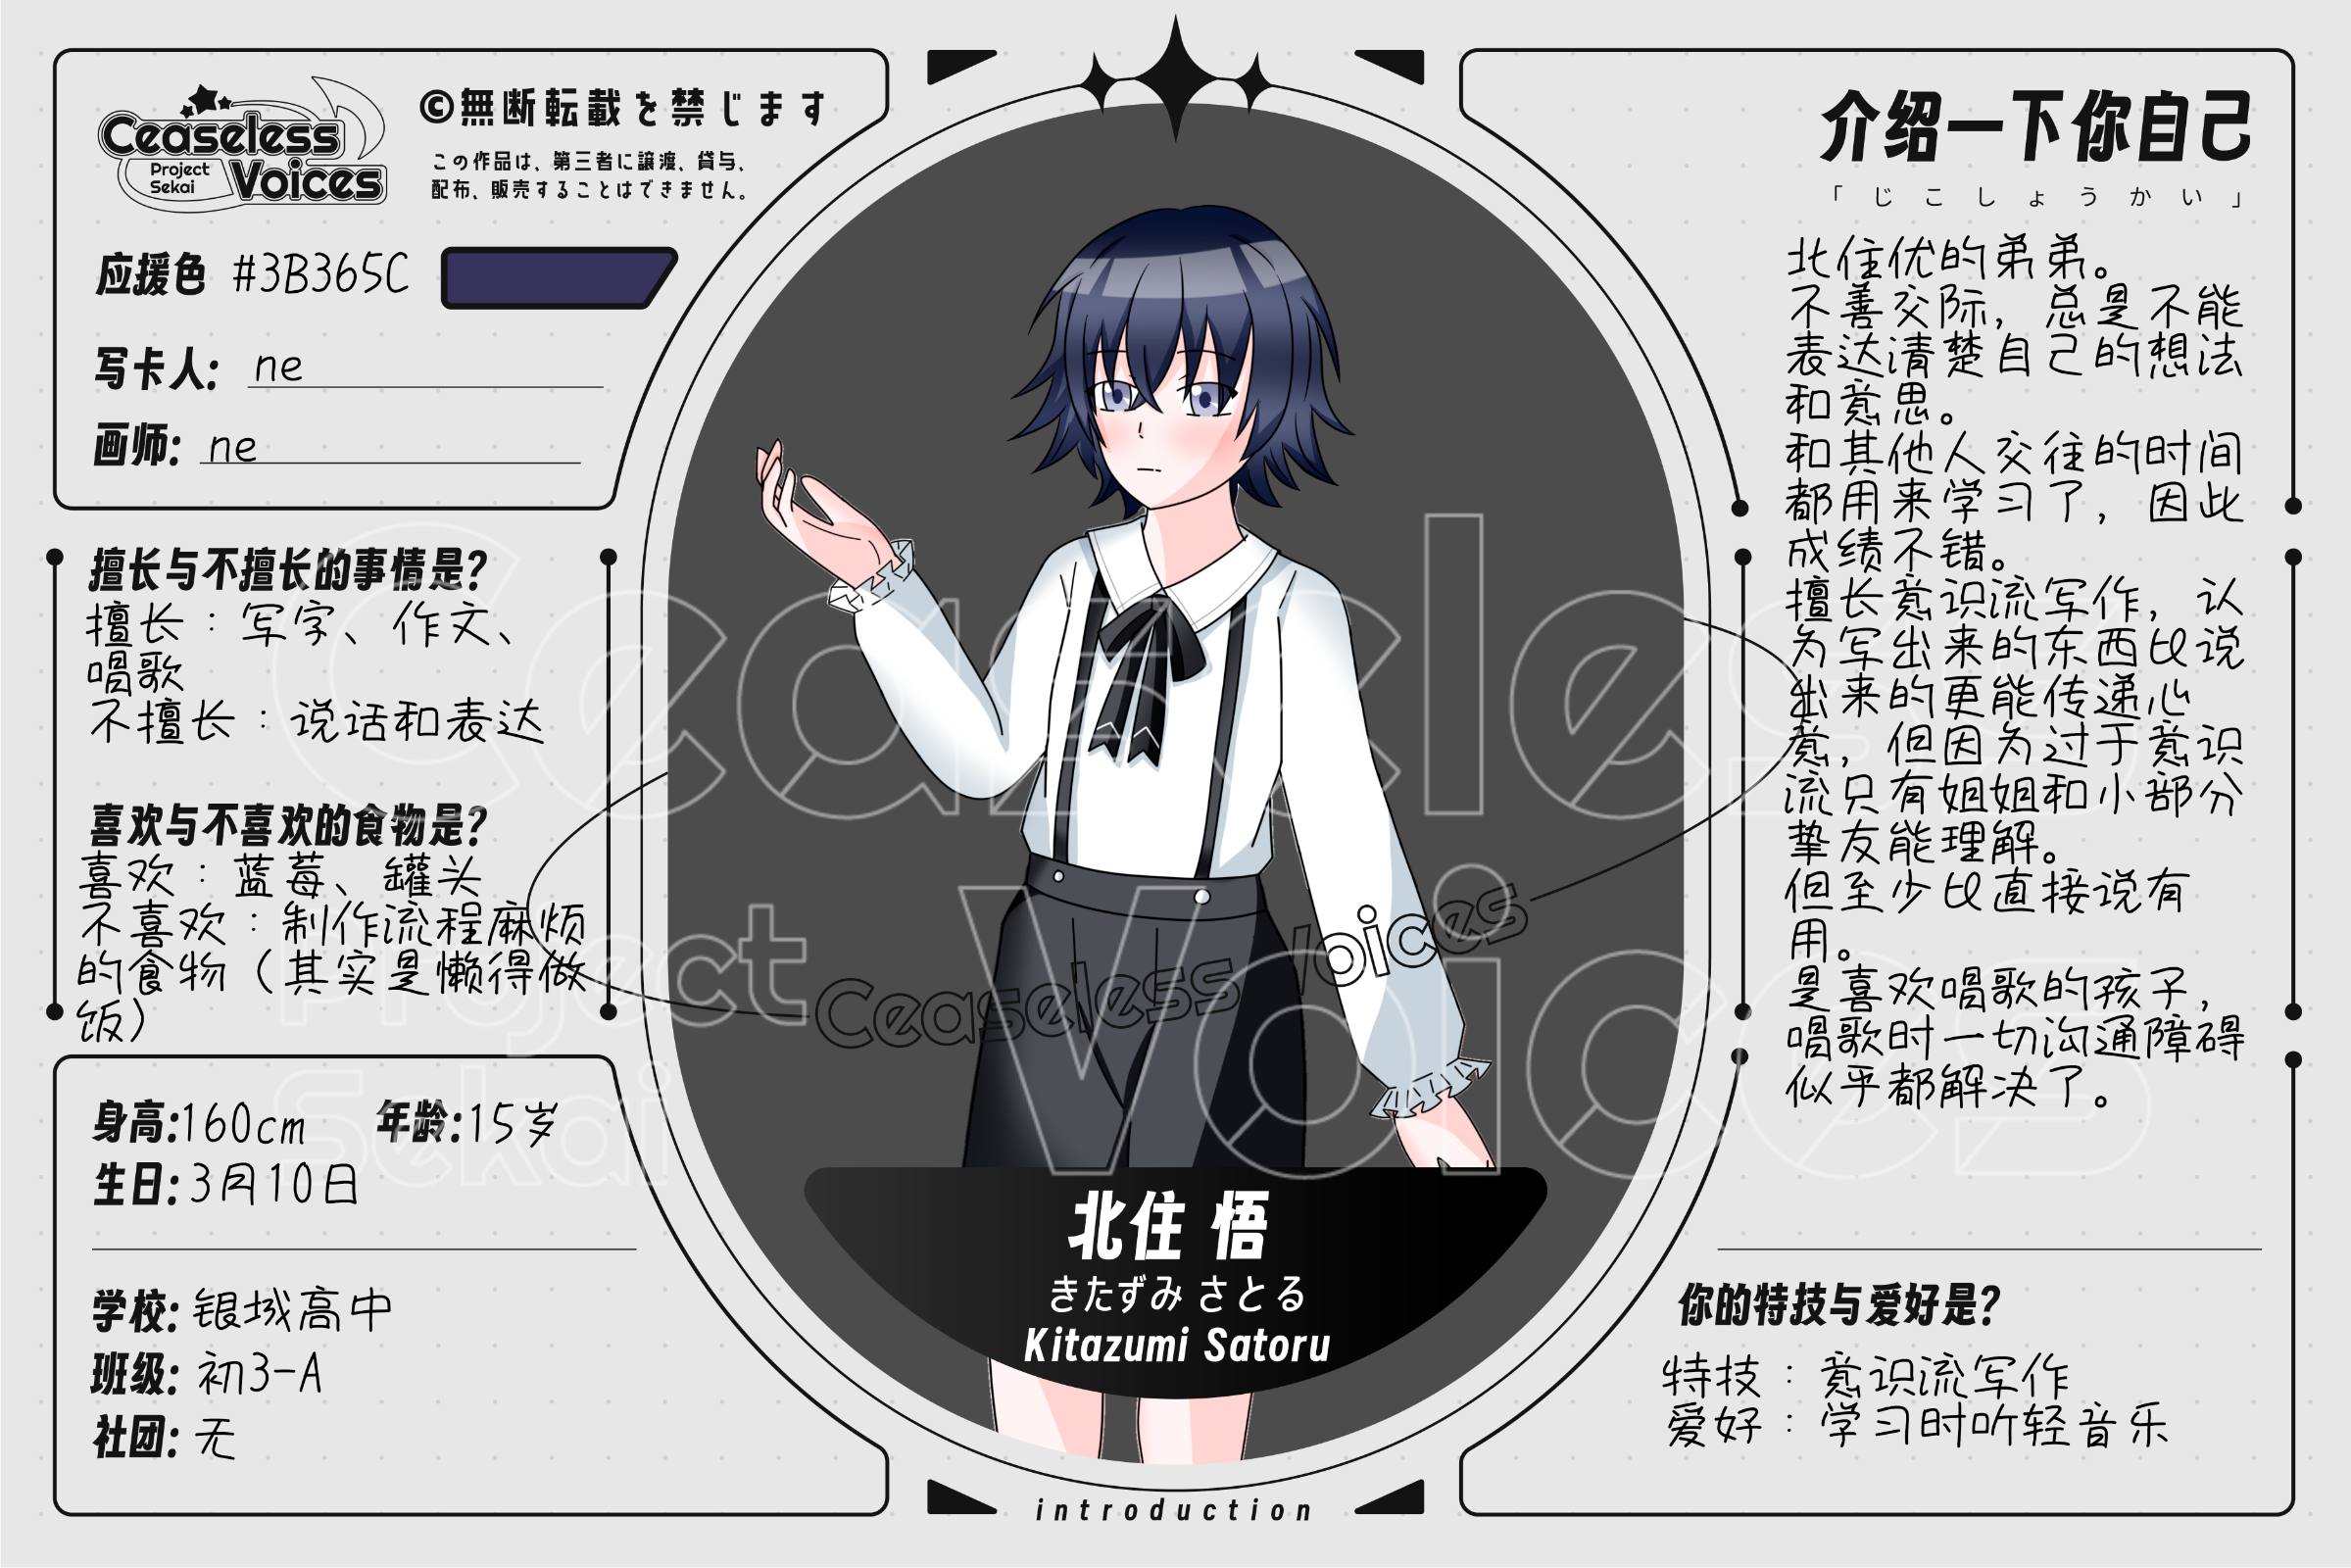 Ceaseless
Project
Sekai
Voices
©無断転載を禁じます
この作品は、第三者に譲渡、貸与、
配布、販売することはできません。
应援色 #3B365C
写卡人: ne
画师: ne
擅长与不擅长的事情是?
擅长：写字、作文、
唱歌
不擅长：说话和表达
喜欢与不喜欢的食物是?
喜欢：蓝莓、罐头
不喜欢：制作流程麻烦
的食物（其实是懒得做
饭）
身高:160cm 年龄:15岁
生日:3月10日
学校:银城高中
班级:初3-A
社团:无
Ceaseless
Project
Sekai
Voices
Ceaseless Voices
北住 悟
きたずみ さとる
Kitazumi Satoru
introduction
介绍一下你自己
「じこしょうかい」
北住优的弟弟。
不善交际，总是不能
表达清楚自己的想法
和意思。
和其他人交往的时间
都用来学习了，因此
成绩不错。
擅长意识流写作，认
为写出来的东西比说
出来的更能传递心
意，但因为过于意识
流只有姐姐和小部分
挚友能理解。
但至少比直接说有
用。
是喜欢唱歌的孩子，
唱歌时一切沟通障碍
似乎都解决了。
你的特技与爱好是?
特技：意识流写作
爱好：学习时听轻音乐